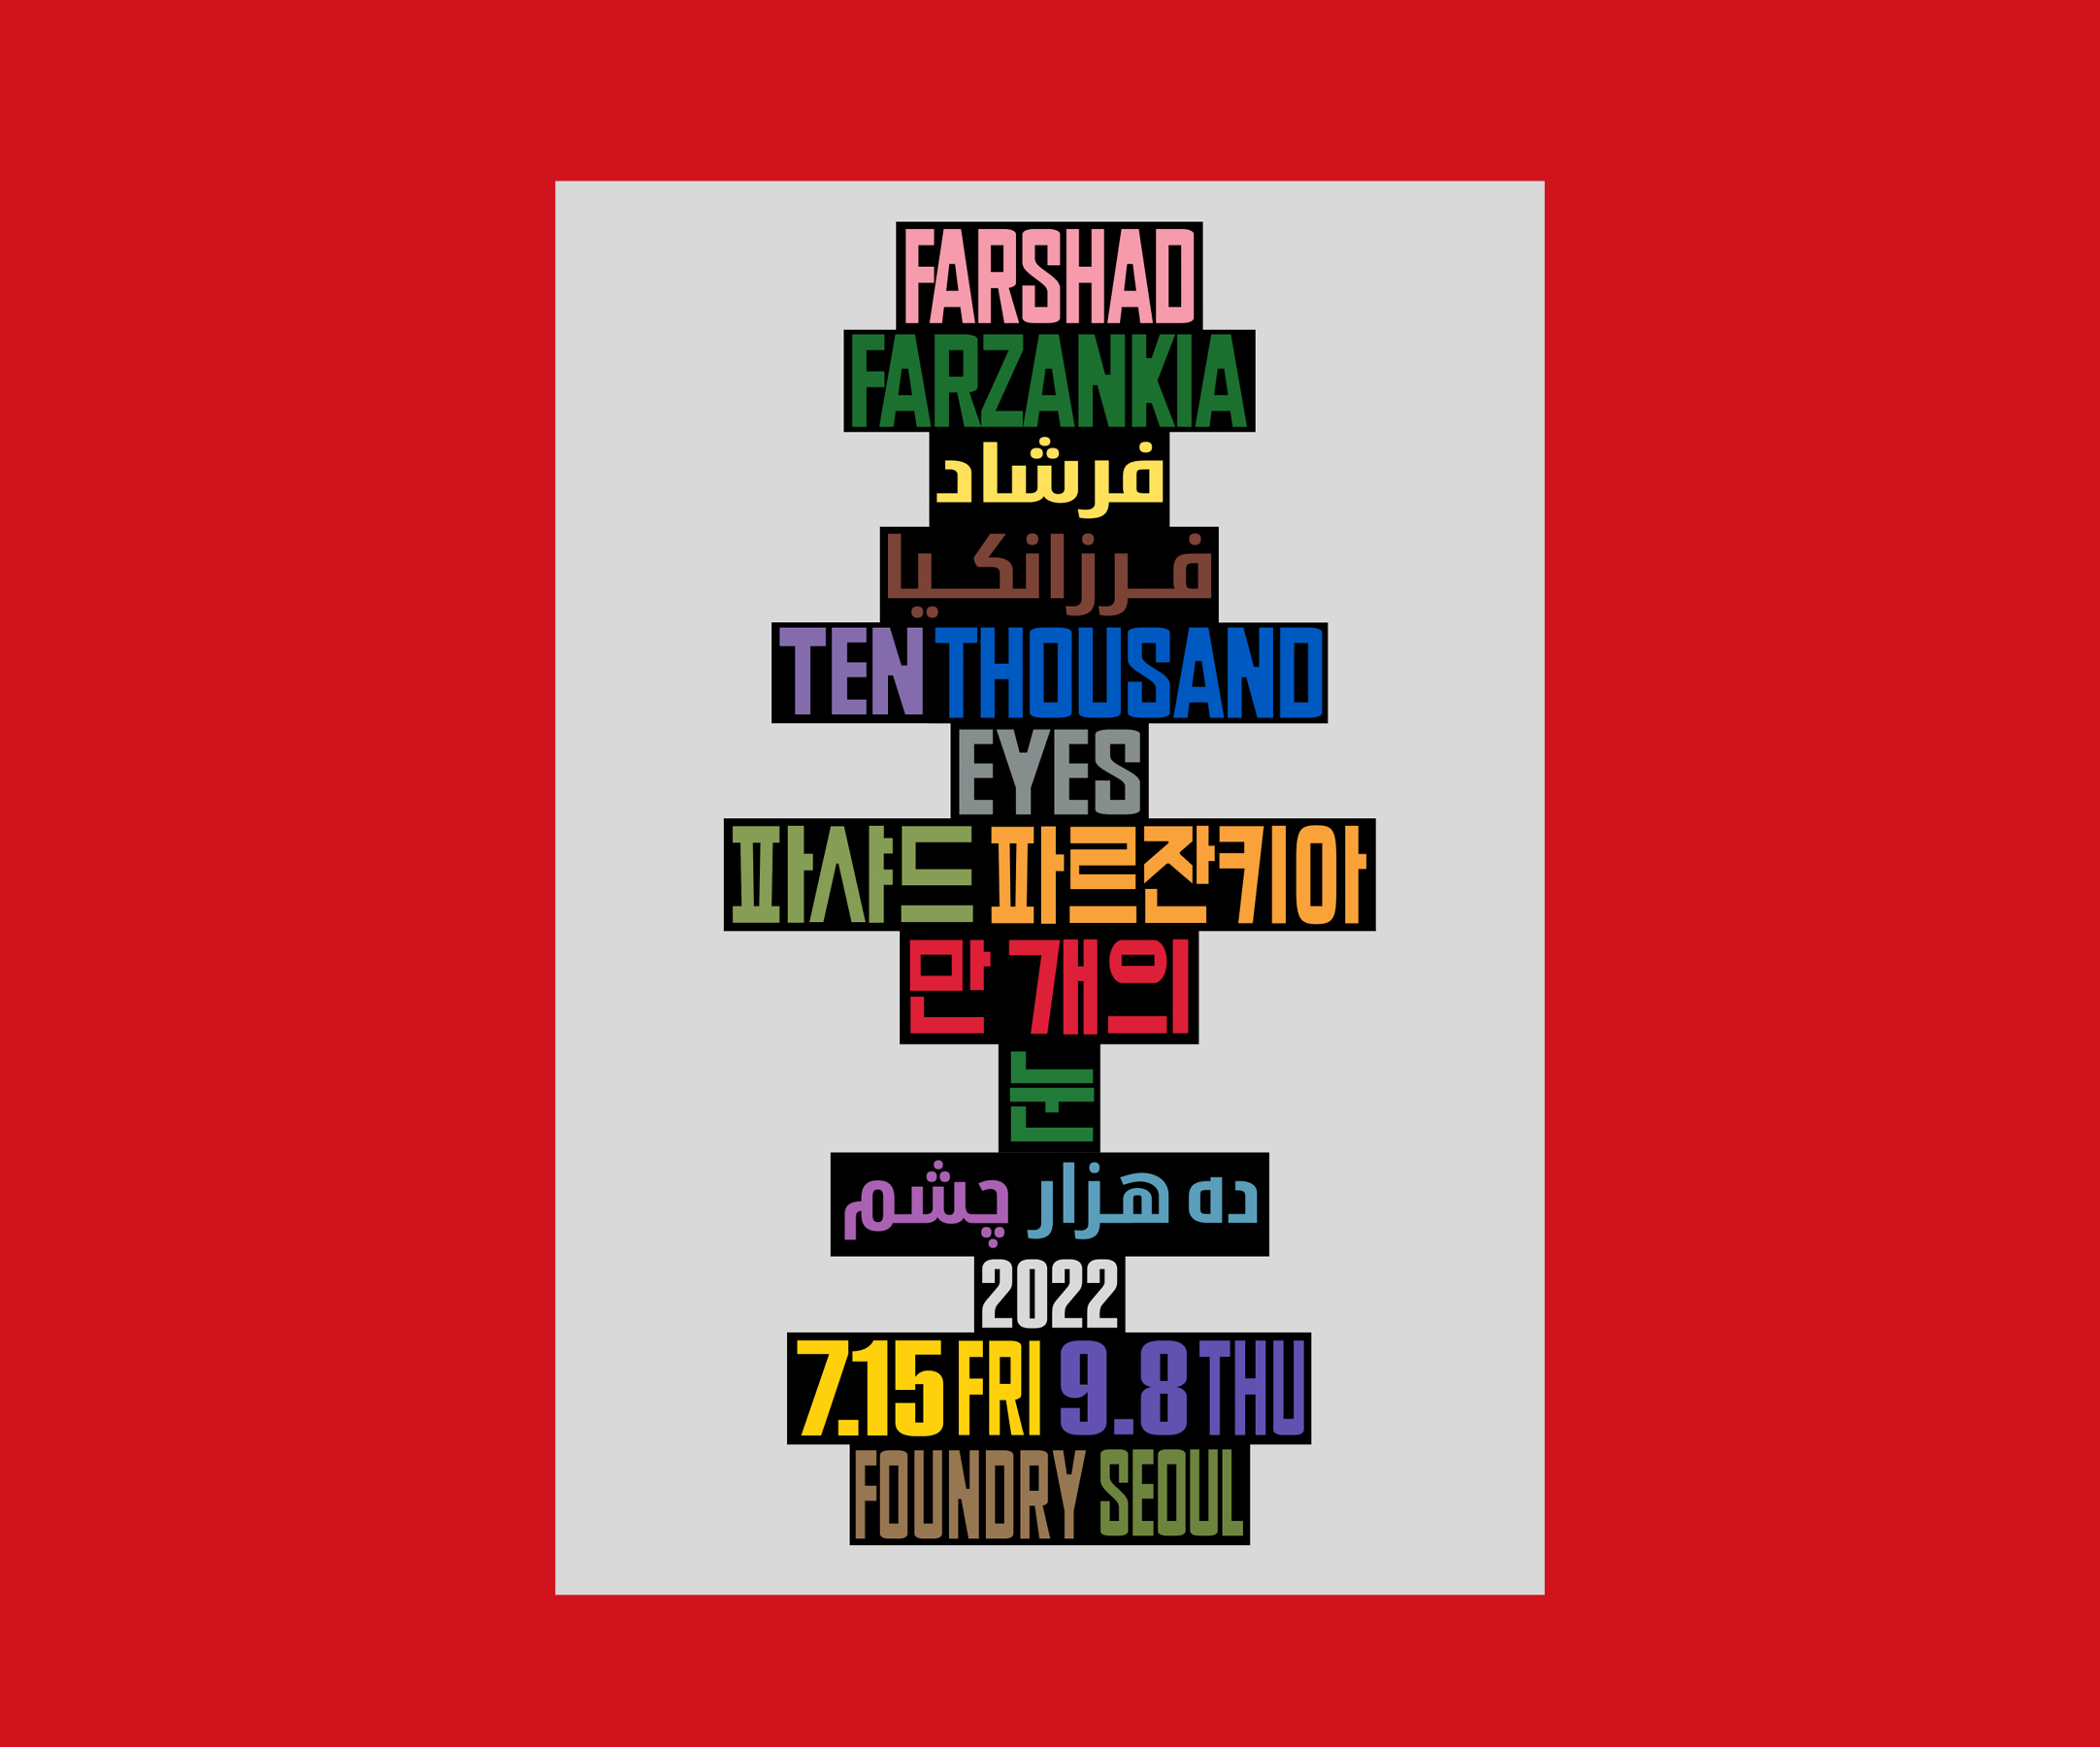 FARSHAD
FARZANKIA
فرشاد
فرزانکیا
TEN THOUSAND
EYES
파사드 파르잔키아
만 개의
눈
ده هزار چشم
2022
7.15 FRI 9.8 THU
FOUNDRY SEOUL